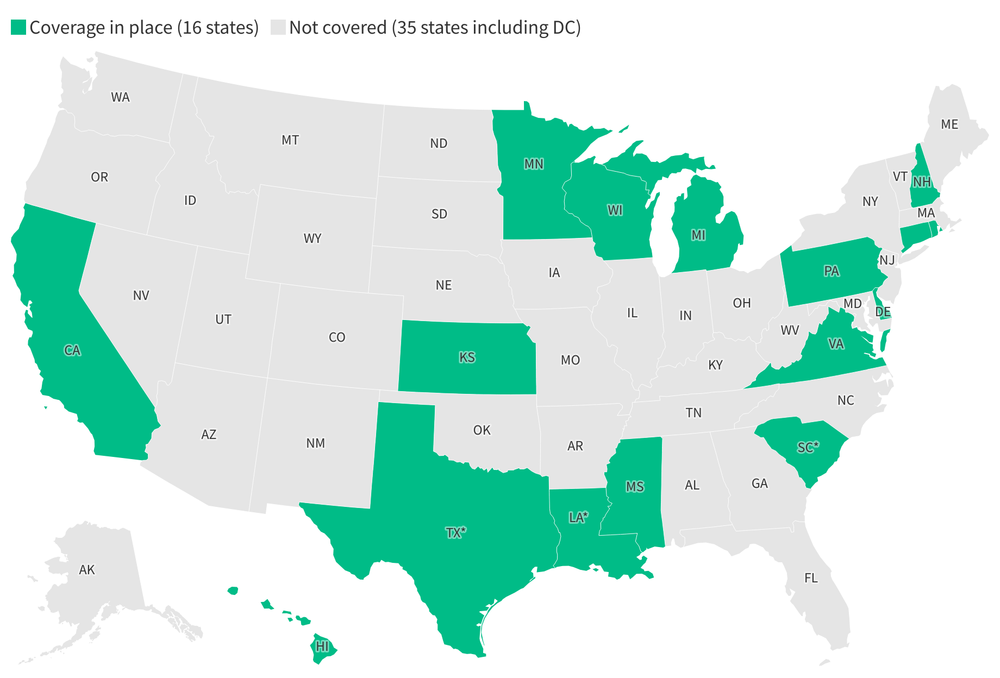 Coverage in place (16 states) Not covered (35 states including DC)
WA
ME
MT
ND
MN
OR
VT
NH
ID
NY
WI
SD
MA
MI
WY
NJ
PA
IA
NE
NV
OH
MD
DE
IL
IN
UT
WV
CO
VA
CA
KS
MO
KY
NC
TN
OK
AZ
NM
AR
SC*
GA
AL
MS
LA*
TX*
AK
FL
HI